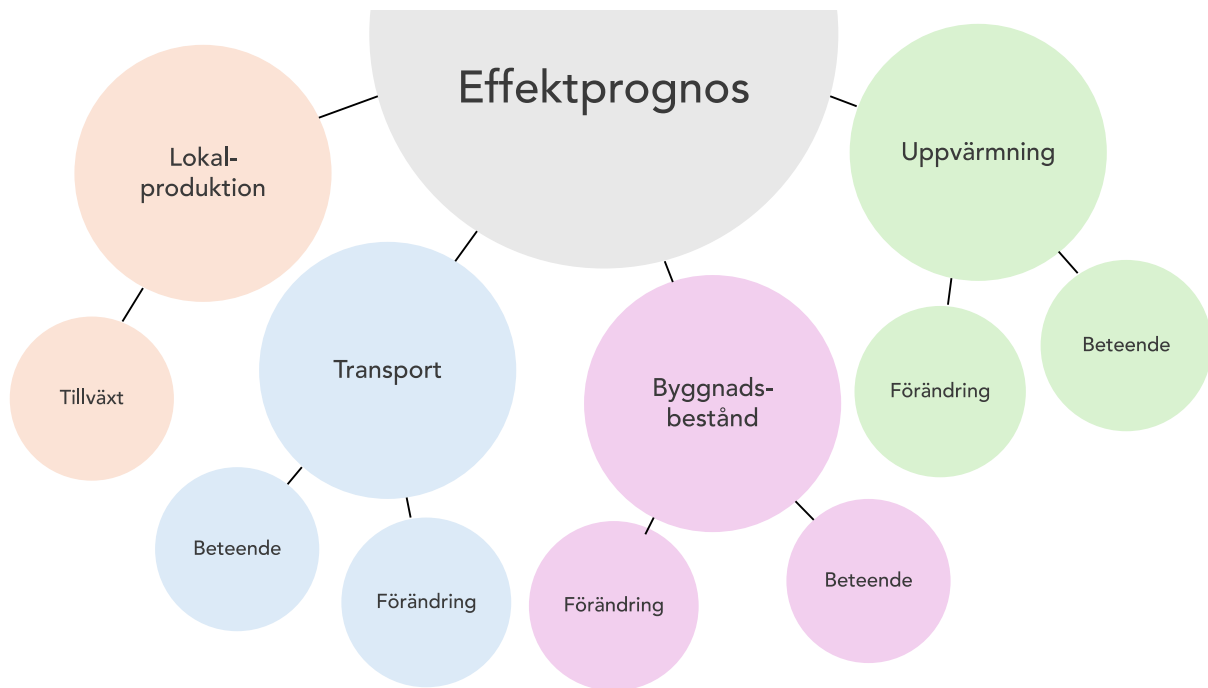 Effektprognos
Lokal-
produktion
Tillväxt
Transport
Beteende
Förändring
Byggnads-
bestånd
Förändring
Beteende
Uppvärmning
Förändring
Beteende